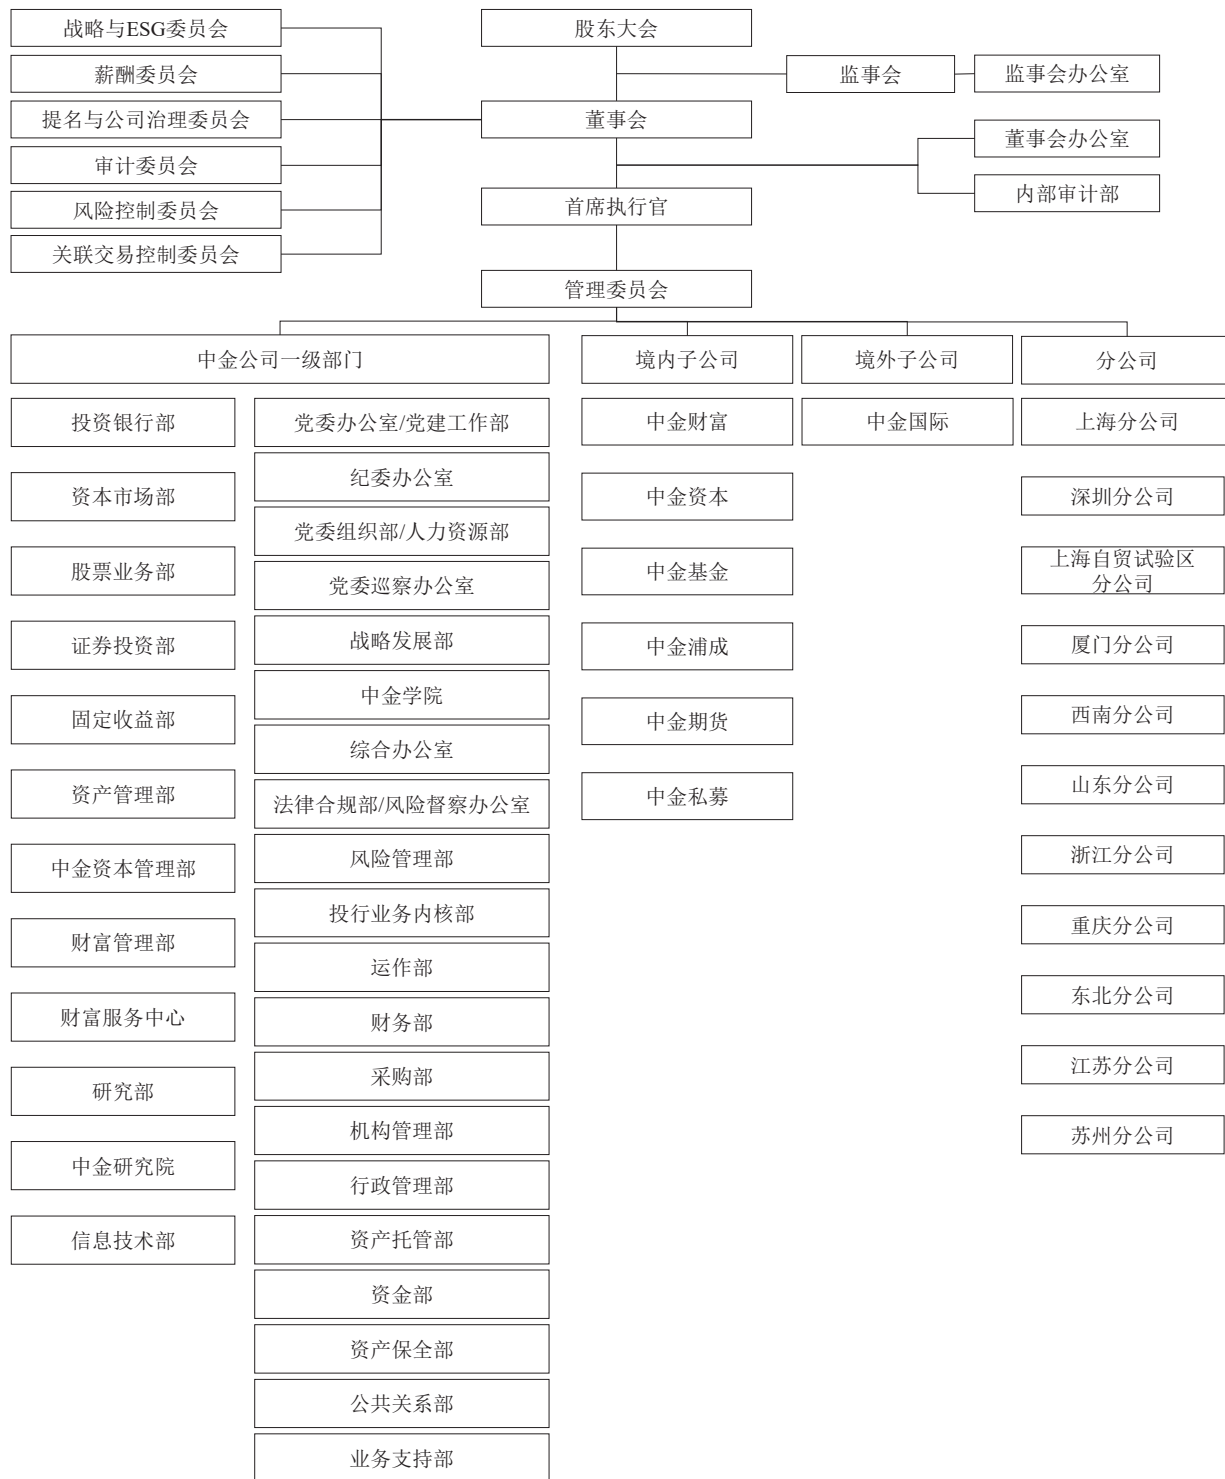 战略与ESG委员会
薪酬委员会
提名与公司治理委员会
审计委员会
风险控制委员会
关联交易控制委员会
股东大会
监事会
监事会办公室
董事会
董事会办公室
内部审计部
首席执行官
管理委员会
中金公司一级部门
投资银行部
资本市场部
股票业务部
证券投资部
固定收益部
资产管理部
中金资本管理部
财富管理部
财富服务中心
研究部
中金研究院
信息技术部
党委办公室/党建工作部
纪委办公室
党委组织部/人力资源部
党委巡察办公室
战略发展部
中金学院
综合办公室
法律合规部/风险督察办公室
风险管理部
投行业务内核部
运作部
财务部
采购部
机构管理部
行政管理部
资产托管部
资金部
资产保全部
公共关系部
业务支持部
境内子公司
中金财富
中金资本
中金基金
中金浦成
中金期货
中金私募
境外子公司
中金国际
分公司
上海分公司
深圳分公司
上海自贸试验区
分公司
厦门分公司
西南分公司
山东分公司
浙江分公司
重庆分公司
东北分公司
江苏分公司
苏州分公司